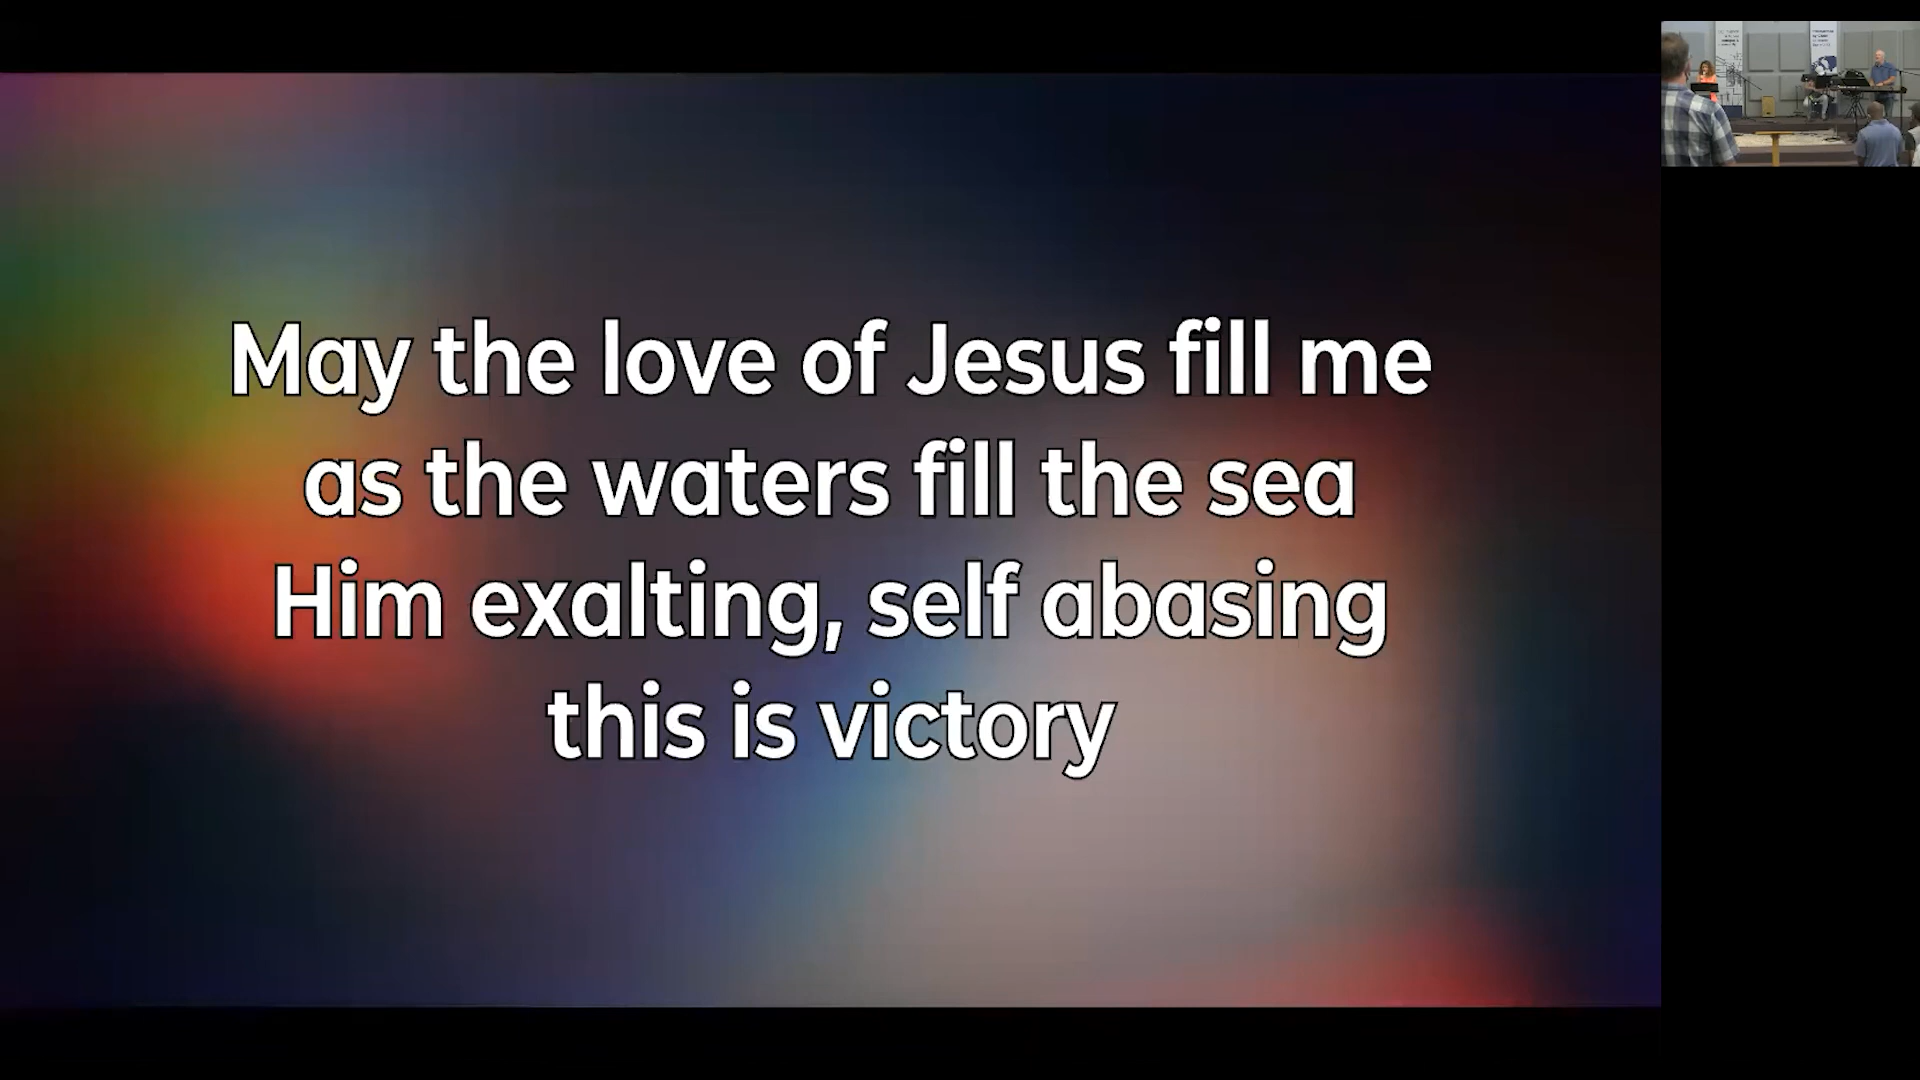 May the love of Jesus fill me
as the waters fill the sea
Him exalting, self abasing
this is victory